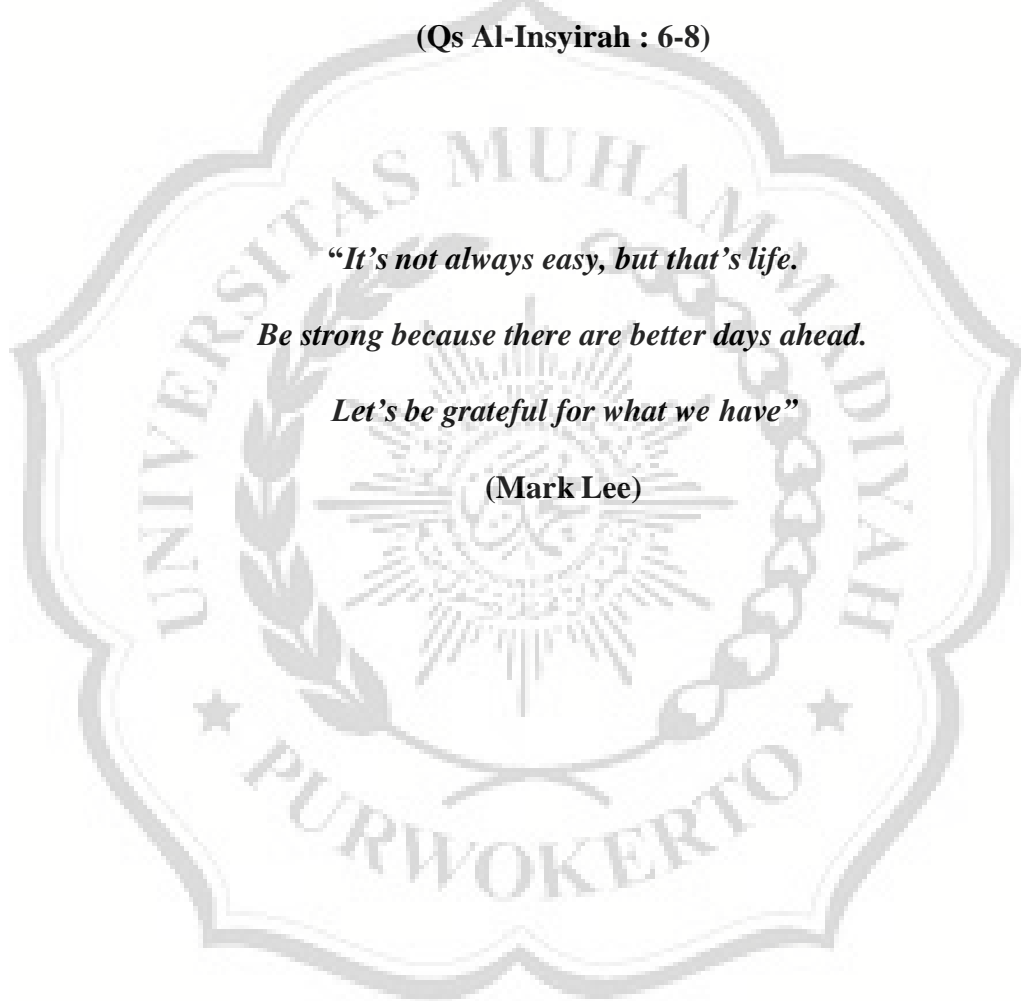 (Qs Al-Insyirah : 6-8)
“It’s not always easy, but that’s life.
Be strong because there are better days ahead.
Let’s be grateful for what we have”
(Mark Lee)
UNIVERSITAS MUHAMMADIYAH
PURWOKERTO